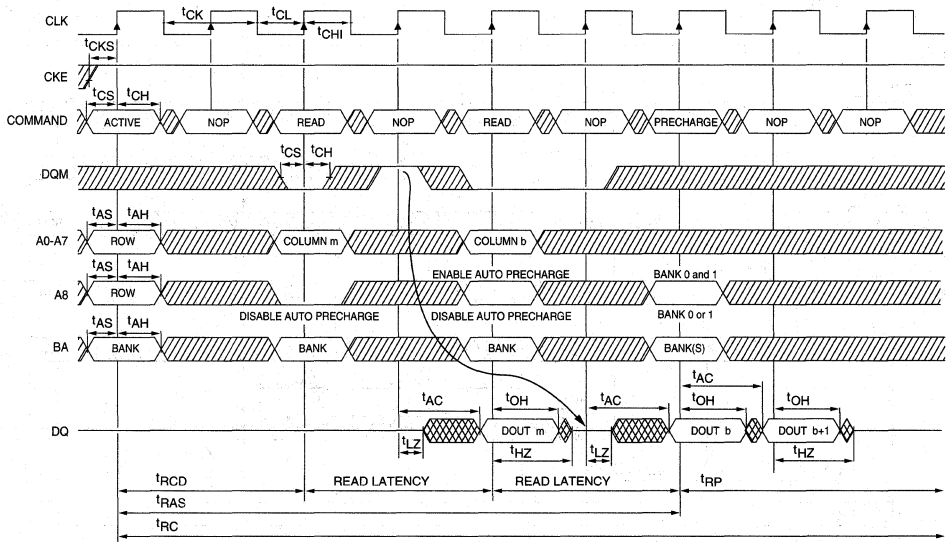 CLK
tCK
tCL
tCHI
tCKS
CKE
tCS
tCH
COMMAND
ACTIVE
NOP
READ
NOP
READ
NOP
PRECHARGE
NOP
NOP
tCS
tCH
DQM
tAS
tAH
A0-A7
ROW
COLUMN m
COLUMN b
tAS
tAH
ENABLE AUTO PRECHARGE
BANK 0 and 1
A8
ROW
DISABLE AUTO PRECHARGE
DISABLE AUTO PRECHARGE
BANK 0 or 1
tAS
tAH
BA
BANK
BANK
BANK
BANK(S)
tAC
tAC
tOH
tAC
tOH
tOH
DQ
DOUT m
DOUT b
DOUT b+1
tLZ
tHZ
tLZ
tHZ
tRCD
READ LATENCY
READ LATENCY
tRP
tRAS
tRC